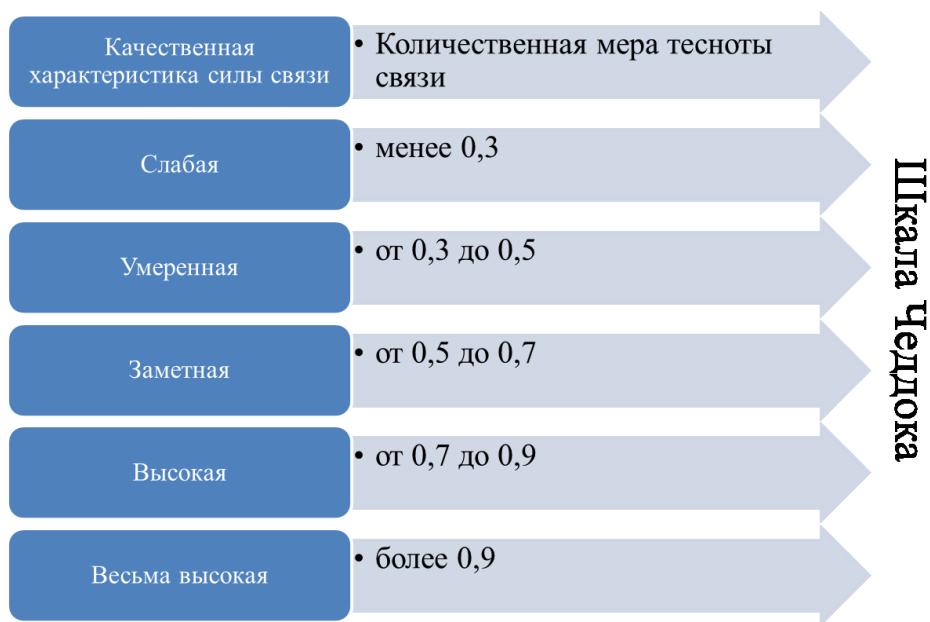 Качественная
характеристика силы связи
• Количественная мера тесноты
связи
Слабая
• менее 0,3
Умеренная
• от 0,3 до 0,5
Заметная
• от 0,5 до 0,7
Высокая
• от 0,7 до 0,9
Весьма высокая
• более 0,9
Шкала Чеддока